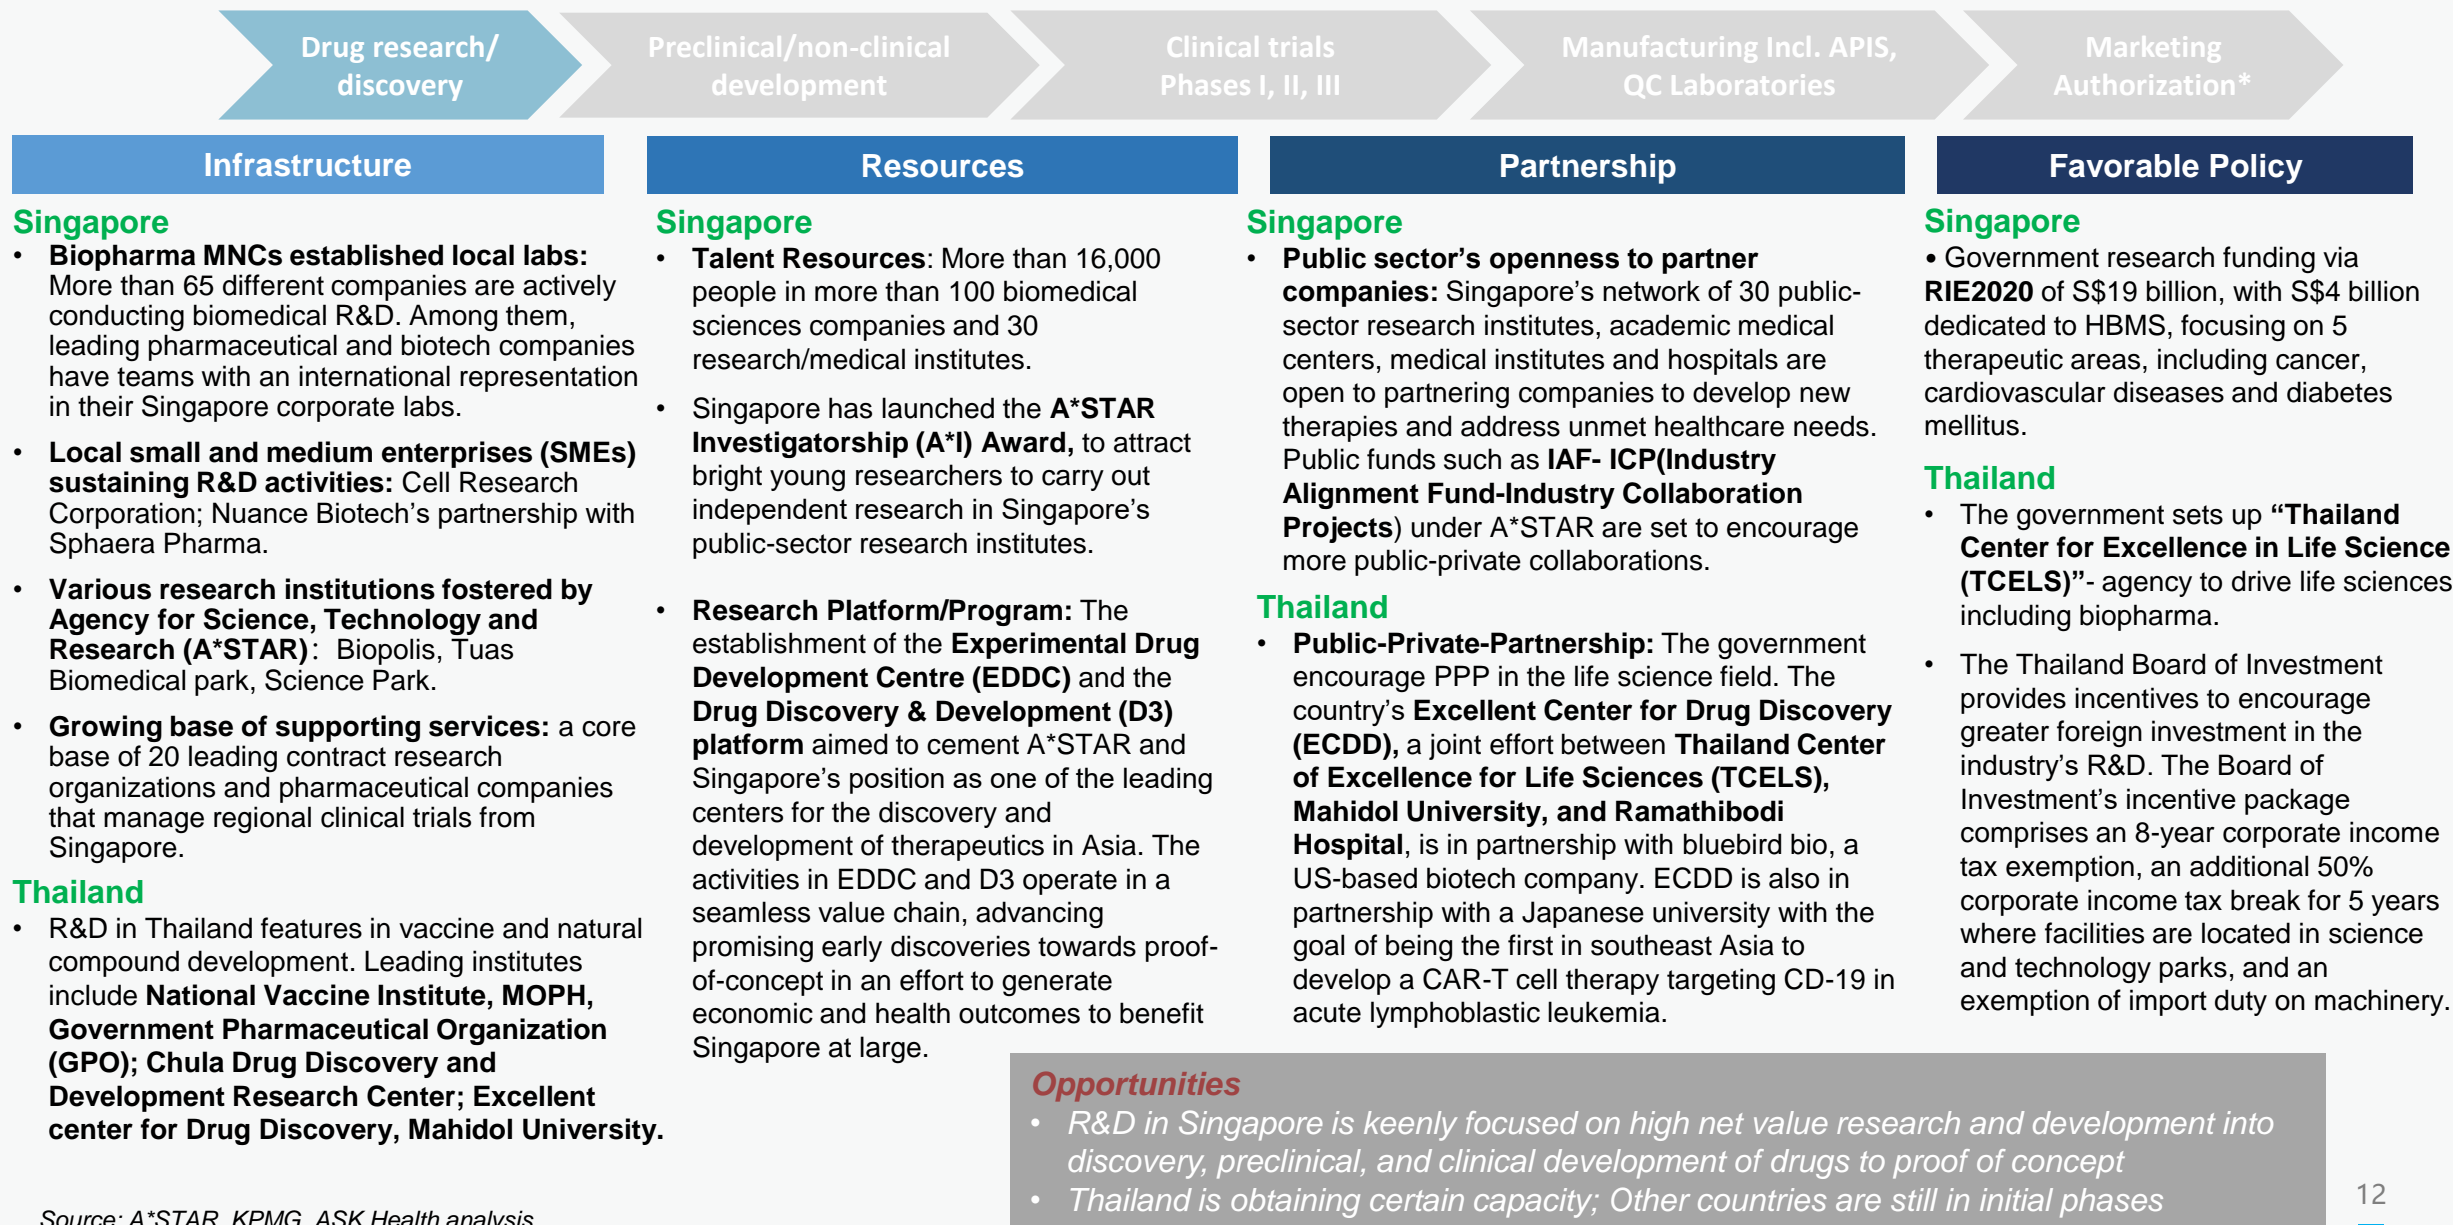 Drug research/
discovery
Preclinical/non-clinical
development
Clinical trials
Phases I, II, III
Manufacturing Incl. APIS,
QC Laboratories
Marketing
Authorization*
Infrastructure
Singapore
• Biopharma MNCs established local labs:
More than 65 different companies are actively
conducting biomedical R&D. Among them,
leading pharmaceutical and biotech companies
have teams with an international representation
in their Singapore corporate labs.
• Local small and medium enterprises (SMEs)
sustaining R&D activities: Cell Research
Corporation; Nuance Biotech's partnership with
Sphaera Pharma.
• Various research institutions fostered by
Agency for Science, Technology and
Research (A*STAR): Biopolis, Tuas
Biomedical park, Science Park.
• Growing base of supporting services: a core
base of 20 leading contract research
organizations and pharmaceutical companies
that manage regional clinical trials from
Singapore.
Thailand
• R&D in Thailand features in vaccine and natural
compound development. Leading institutes
include National Vaccine Institute, MOPH,
Government Pharmaceutical Organization
(GPO); Chula Drug Discovery and
Development Research Center; Excellent
center for Drug Discovery, Mahidol University.
Resources
Singapore
• Talent Resources: More than 16,000
people in more than 100 biomedical
sciences companies and 30
research/medical institutes.
• Singapore has launched the A*STAR
Investigatorship (A*I) Award, to attract
bright young researchers to carry out
independent research in Singapore's
public-sector research institutes.
• Research Platform/Program: The
establishment of the Experimental Drug
Development Centre (EDDC) and the
Drug Discovery & Development (D3)
platform aimed to cement A*STAR and
Singapore's position as one of the leading
centers for the discovery and
development of therapeutics in Asia. The
activities in EDDC and D3 operate in a
seamless value chain, advancing
promising early discoveries towards proof-
of-concept in an effort to generate
economic and health outcomes to benefit
Singapore at large.
Partnership
Singapore
• Public sector's openness to partner
companies: Singapore's network of 30 public-
sector research institutes, academic medical
centers, medical institutes and hospitals are
open to partnering companies to develop new
therapies and address unmet healthcare needs.
Public funds such as IAF- ICP(Industry
Alignment Fund-Industry Collaboration
Projects) under A*STAR are set to encourage
more public-private collaborations.
Thailand
• Public-Private-Partnership: The government
encourage PPP in the life science field. The
country's Excellent Center for Drug Discovery
(ECDD), a joint effort between Thailand Center
of Excellence for Life Sciences (TCELS),
Mahidol University, and Ramathibodi
Hospital, is in partnership with bluebird bio, a
US-based biotech company. ECDD is also in
partnership with a Japanese university with the
goal of being the first in southeast Asia to
develop a CAR-T cell therapy targeting CD-19 in
acute lymphoblastic leukemia.
Favorable Policy
Singapore
• Government research funding via
RIE2020 of S$19 billion, with S$4 billion
dedicated to HBMS, focusing on 5
therapeutic areas, including cancer,
cardiovascular diseases and diabetes
mellitus.
Thailand
• The government sets up “Thailand
Center for Excellence in Life Science
(TCELS)”- agency to drive life sciences
including biopharma.
• The Thailand Board of Investment
provides incentives to encourage
greater foreign investment in the
industry's R&D. The Board of
Investment's incentive package
comprises an 8-year corporate income
tax exemption, an additional 50%
corporate income tax break for 5 years
where facilities are located in science
and technology parks, and an
exemption of import duty on machinery.
Opportunities
• R&D in Singapore is keenly focused on high net value research and development into
discovery, preclinical, and clinical development of drugs to proof of concept
• Thailand is obtaining certain capacity; Other countries are still in initial phases
Source: A*STAR, KPMG, ASK Health analysis
12